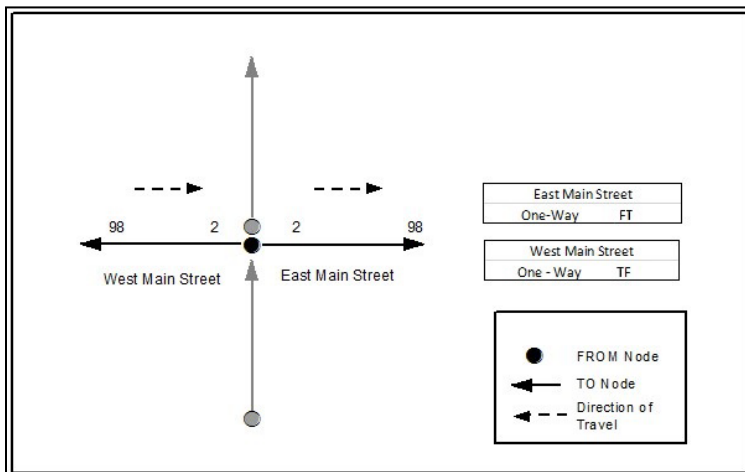 98 2 2 98
West Main Street East Main Street
East Main Street
One-Way FT
West Main Street
One - Way TF
FROM Node
TO Node
Direction of
Travel